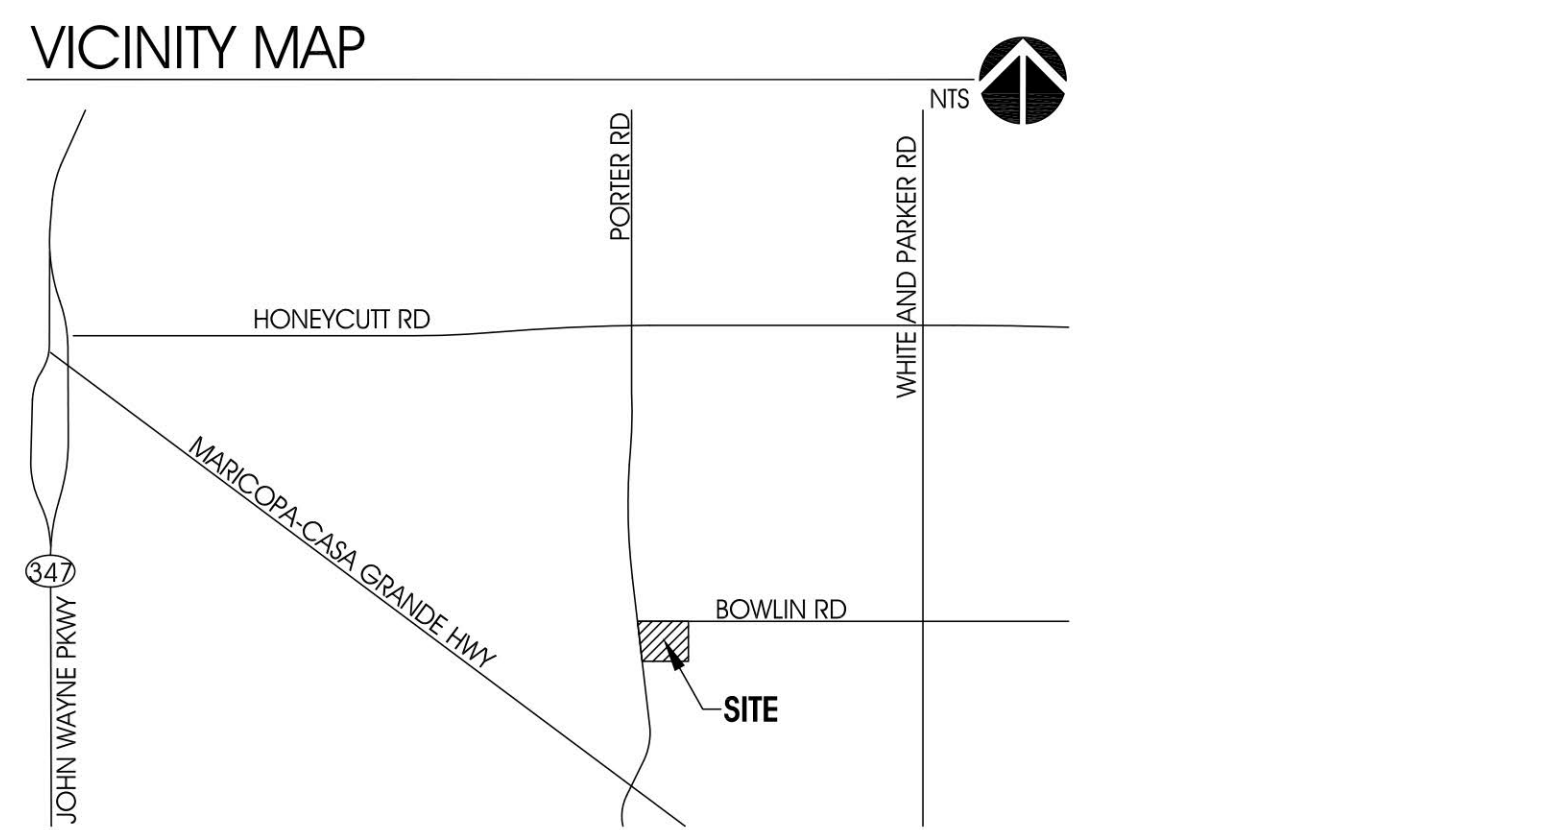 VICINITY MAP
NTS
PORTER RD
WHITE AND PARKER RD
HONEYCUTT RD
MARICOPA-CASA GRANDE HWY
347
JOHN WAYNE PKWY
BOWLIN RD
SITE